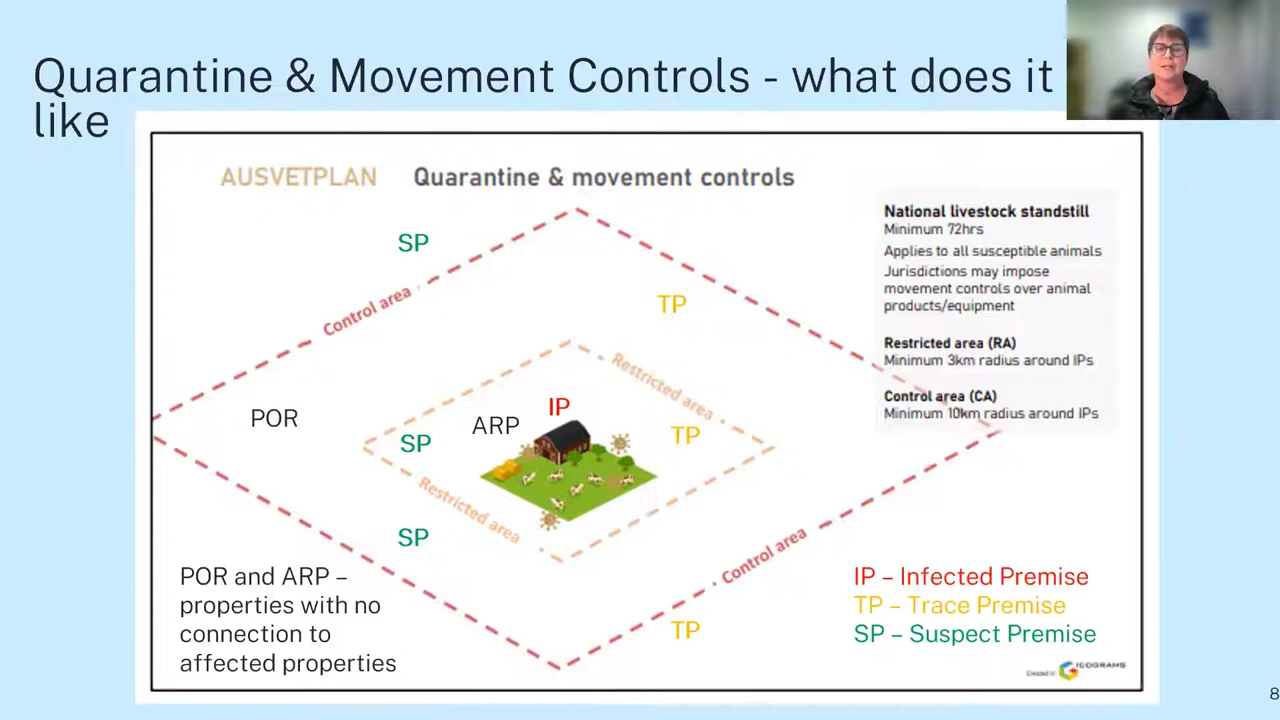 Quarantine & Movement Controls - what does it
like
AUSVETPLAN Quarantine & movement controls
National livestock standstill
Minimum 72hrs
Applies to all susceptible animals
Jurisdictions may impose
movement controls over animal
products/equipment
Restricted area (RA)
Minimum 3km radius around IPs
Control area (CA)
Minimum 10km radius around IPs
SP
Control area
TP
Restricted area
POR
SP
ARP
IP
TP
Restricted area
SP
Control area
TP
POR and ARP –
properties with no
connection to
affected properties
IP – Infected Premise
TP – Trace Premise
SP – Suspect Premise
Created in ICOGRAMS
8